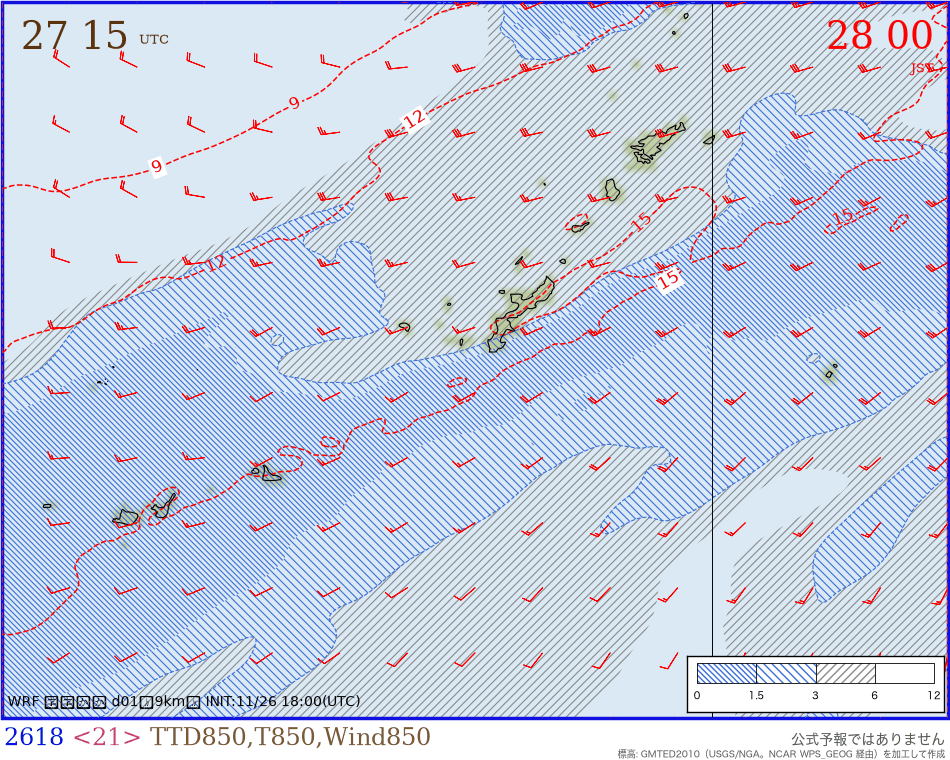 27 15 UTC
28 00
JST
9
12
9
15
15
12
15
WRF d01 9km INIT:11/26 18:00(UTC)
0 1.5 3 6 12
2618 <21> TTD850,T850,Wind850
公式予報ではありません
標高: GMTED2010（USGS/NGA。NCAR WPS_GEOG 経由）を加工して作成